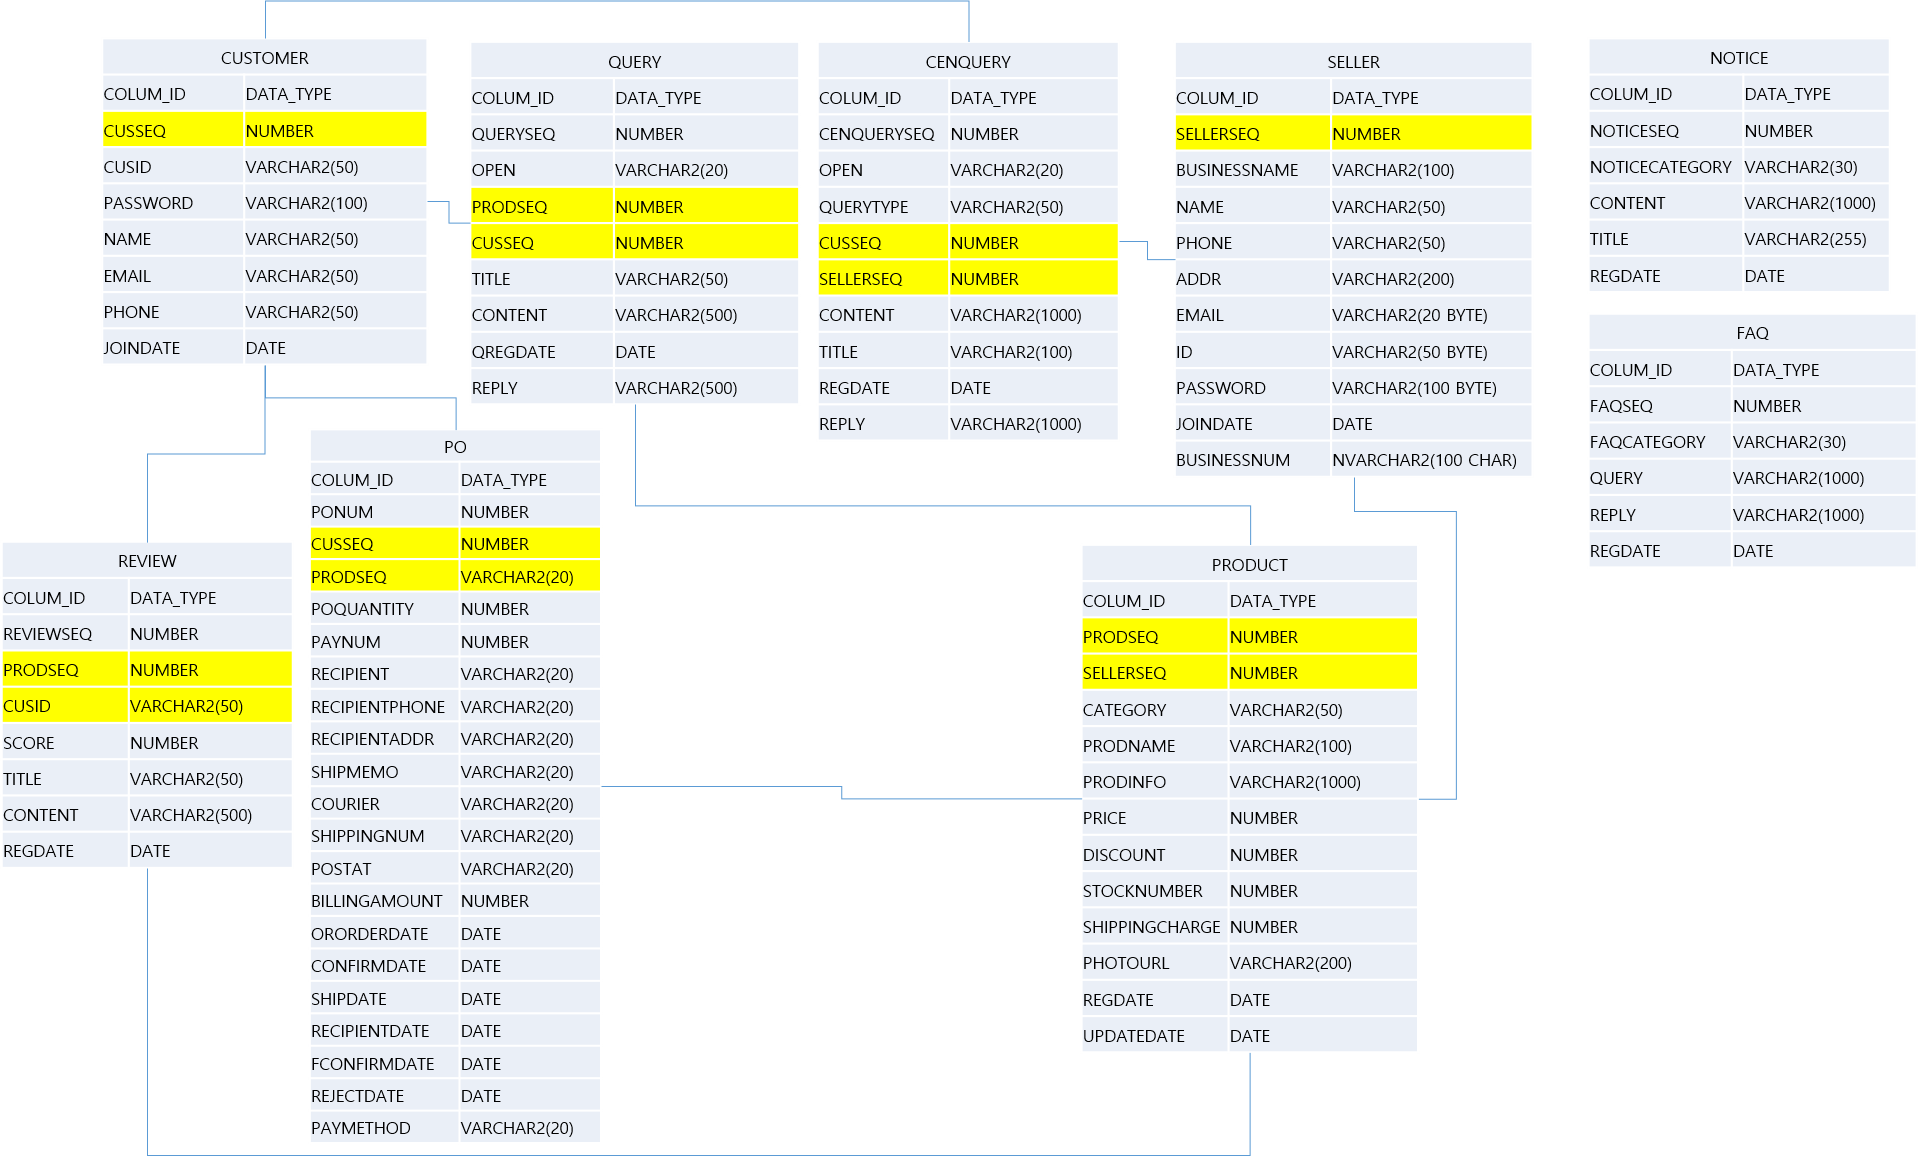 CUSTOMER
COLUM_ID DATA_TYPE
CUSSEQ NUMBER
CUSID VARCHAR2(50)
PASSWORD VARCHAR2(100)
NAME VARCHAR2(50)
EMAIL VARCHAR2(50)
PHONE VARCHAR2(50)
JOINDATE DATE
QUERY
COLUM_ID DATA_TYPE
QUERYSEQ NUMBER
OPEN VARCHAR2(20)
PRODSEQ NUMBER
CUSSEQ NUMBER
TITLE VARCHAR2(50)
CONTENT VARCHAR2(500)
QREGDATE DATE
REPLY VARCHAR2(500)
CENQUERY
COLUM_ID DATA_TYPE
CENQUERYSEQ NUMBER
OPEN VARCHAR2(20)
QUERYTYPE VARCHAR2(50)
CUSSEQ NUMBER
SELLERSEQ NUMBER
CONTENT VARCHAR2(1000)
TITLE VARCHAR2(100)
REGDATE DATE
REPLY VARCHAR2(1000)
SELLER
COLUM_ID DATA_TYPE
SELLERSEQ NUMBER
BUSINESSNAME VARCHAR2(100)
NAME VARCHAR2(50)
PHONE VARCHAR2(50)
ADDR VARCHAR2(200)
EMAIL VARCHAR2(20 BYTE)
ID VARCHAR2(50 BYTE)
PASSWORD VARCHAR2(100 BYTE)
JOINDATE DATE
BUSINESSNUM NVARCHAR2(100 CHAR)
NOTICE
COLUM_ID DATA_TYPE
NOTICESEQ NUMBER
NOTICECATEGORY VARCHAR2(30)
CONTENT VARCHAR2(1000)
TITLE VARCHAR2(255)
REGDATE DATE
FAQ
COLUM_ID DATA_TYPE
FAQSEQ NUMBER
FAQCATEGORY VARCHAR2(30)
QUERY VARCHAR2(1000)
REPLY VARCHAR2(1000)
REGDATE DATE
REVIEW
COLUM_ID DATA_TYPE
REVIEWSEQ NUMBER
PRODSEQ NUMBER
CUSID VARCHAR2(50)
SCORE NUMBER
TITLE VARCHAR2(50)
CONTENT VARCHAR2(500)
REGDATE DATE
PO
COLUM_ID DATA_TYPE
PONUM NUMBER
CUSSEQ NUMBER
PRODSEQ VARCHAR2(20)
POQUANTITY NUMBER
PAYNUM NUMBER
RECIPIENT VARCHAR2(20)
RECIPIENTPHONE VARCHAR2(20)
RECIPIENTADDR VARCHAR2(20)
SHIPMEMO VARCHAR2(20)
COURIER VARCHAR2(20)
SHIPPINGNUM VARCHAR2(20)
POSTAT VARCHAR2(20)
BILLINGAMOUNT NUMBER
ORORDERDATE DATE
CONFIRMDATE DATE
SHIPDATE DATE
RECIPIENTDATE DATE
FCONFIRMDATE DATE
REJECTDATE DATE
PAYMETHOD VARCHAR2(20)
PRODUCT
COLUM_ID DATA_TYPE
PRODSEQ NUMBER
SELLERSEQ NUMBER
CATEGORY VARCHAR2(50)
PRODNAME VARCHAR2(100)
PRODINFO VARCHAR2(1000)
PRICE NUMBER
DISCOUNT NUMBER
STOCKNUMBER NUMBER
SHIPPINGCHARGE NUMBER
PHOTOURL VARCHAR2(200)
REGDATE DATE
UPDATEDATE DATE